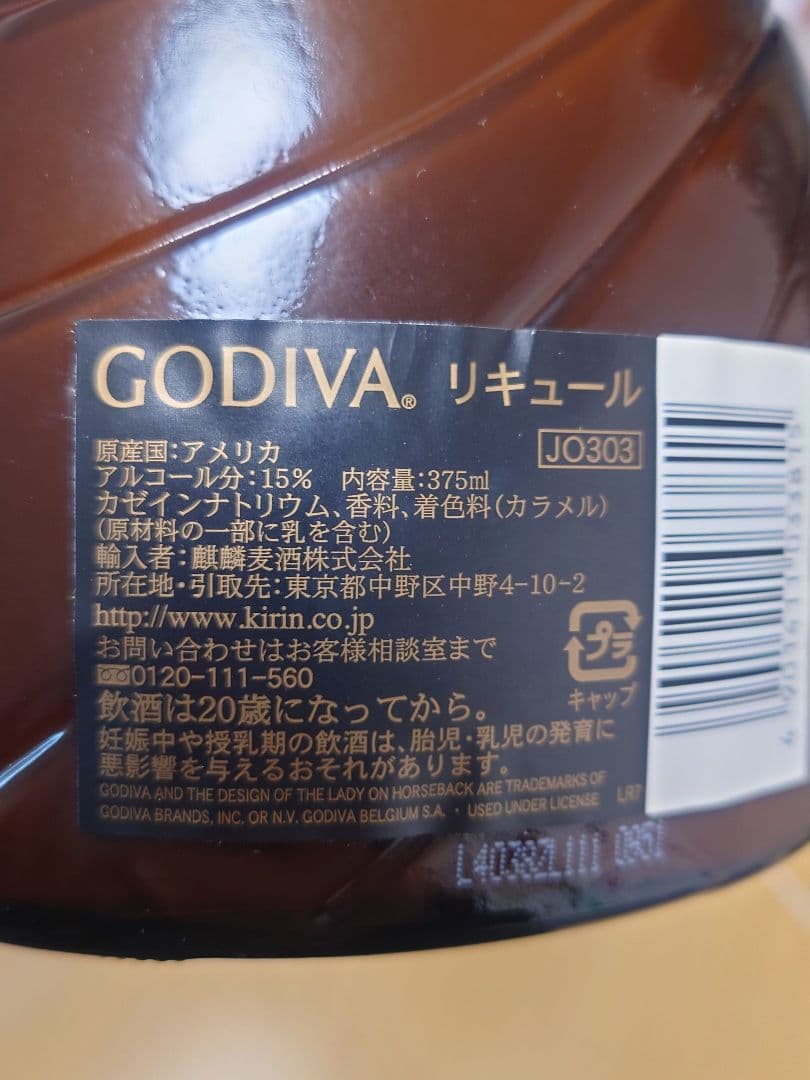 GODIVA® リキュール
JO303
原産国:アメリカ
アルコール分:15% 内容量:375ml
カゼインナトリウム、香料、着色料(カラメル)
(原材料の一部に乳を含む)
輸入者:麒麟麦酒株式会社
所在地・引取先:東京都中野区中野4-10-2
http://www.kirin.co.jp
お問い合わせはお客様相談室まで
0120-111-560
プラ
キャップ
飲酒は20歳になってから。
妊娠中や授乳期の飲酒は、胎児・乳児の発育に
悪影響を与えるおそれがあります。
GODIVA AND THE DESIGN OF THE LADY ON HORSEBACK ARE TRADEMARKS OF
GODIVA BRANDS, INC. OR N.V. GODIVA BELGIUM S.A. · USED UNDER LICENSE LR7